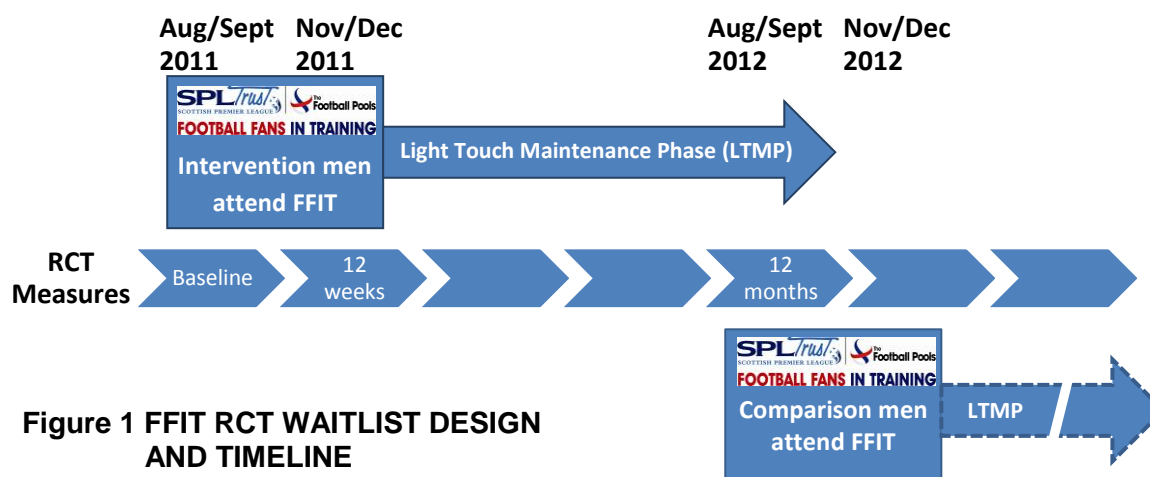 Aug/Sept 2011
Nov/Dec 2011
Aug/Sept 2012
Nov/Dec 2012
SPL Trust
SCOTTISH PREMIER LEAGUE
The Football Pools
FOOTBALL FANS IN TRAINING
Intervention men
attend FFIT
Light Touch Maintenance Phase (LTMP)
RCT
Measures
Baseline
12
weeks
12
months
SPL Trust
SCOTTISH PREMIER LEAGUE
The Football Pools
FOOTBALL FANS IN TRAINING
Comparison men
attend FFIT
LTMP
Figure 1 FFIT RCT WAITLIST DESIGN
AND TIMELINE